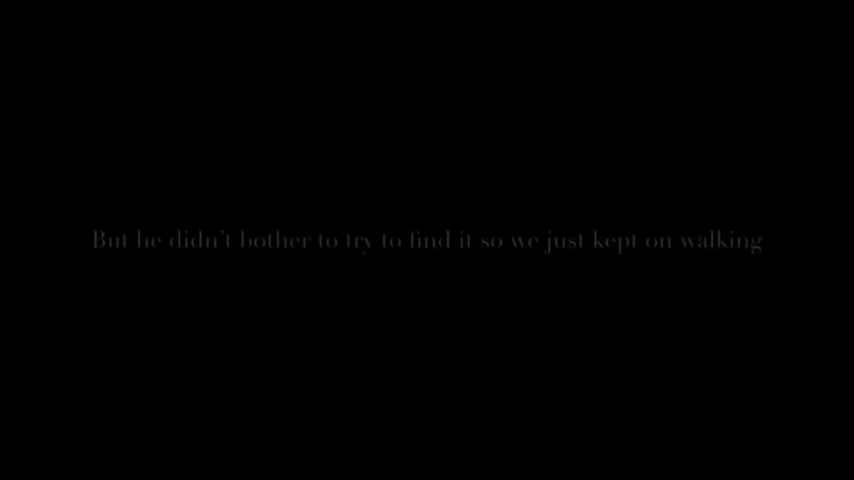 But he didn’t bother to try to find it so we just kept on walking